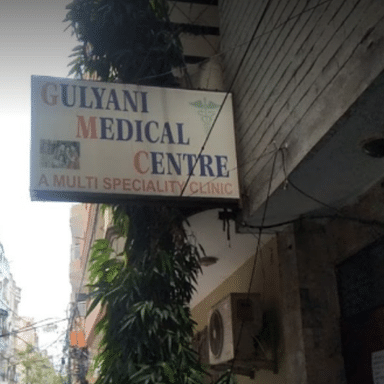 GULYANI
MEDICAL
CENTRE
A MULTI SPECIALITY CLINIC